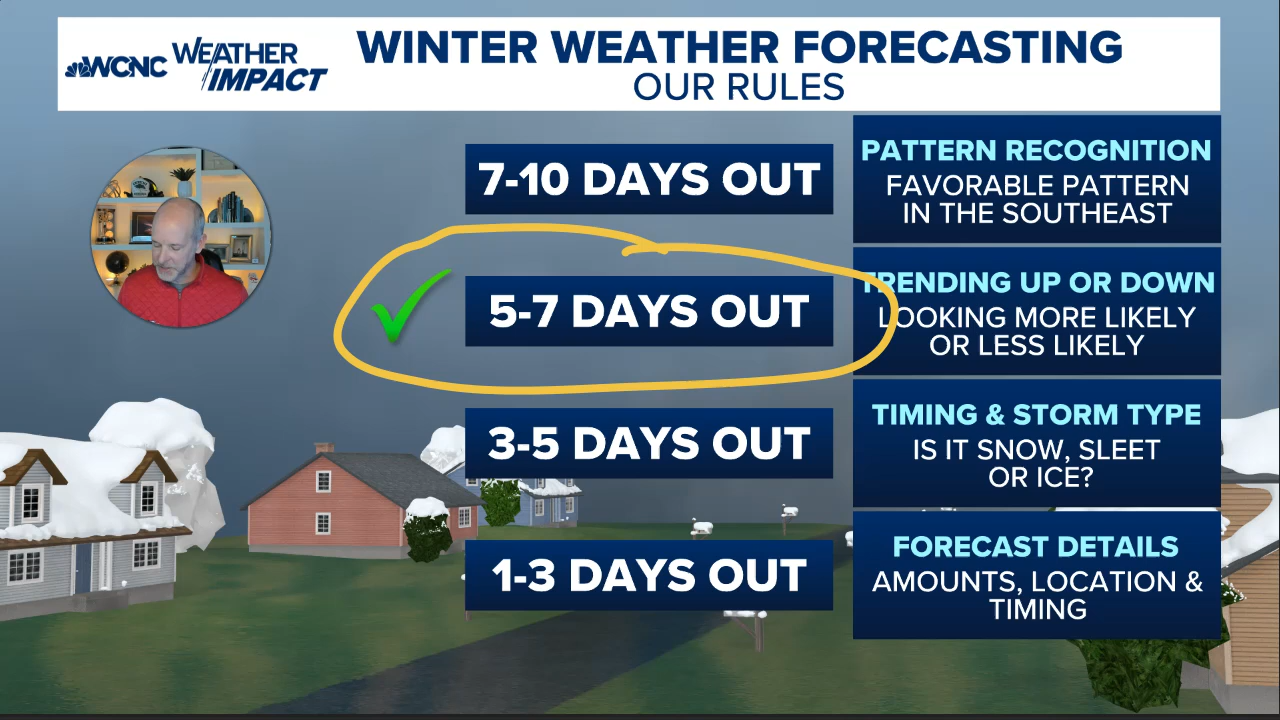 WCNC WEATHER IMPACT
WINTER WEATHER FORECASTING
OUR RULES
7-10 DAYS OUT
PATTERN RECOGNITION
FAVORABLE PATTERN
IN THE SOUTHEAST
5-7 DAYS OUT
TRENDING UP OR DOWN
LOOKING MORE LIKELY
OR LESS LIKELY
3-5 DAYS OUT
TIMING & STORM TYPE
IS IT SNOW, SLEET
OR ICE?
1-3 DAYS OUT
FORECAST DETAILS
AMOUNTS, LOCATION &
TIMING